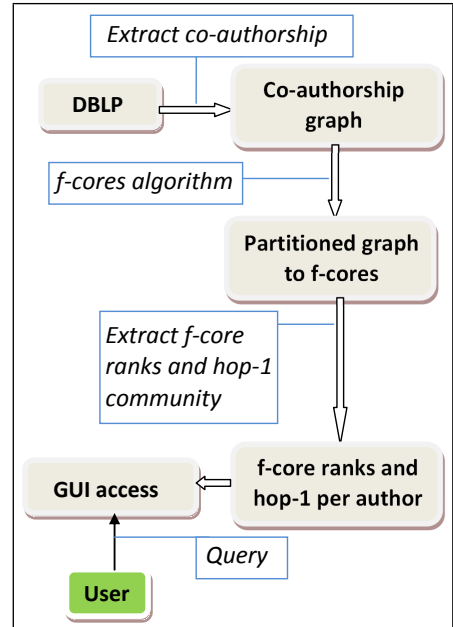 Extract co-authorship
DBLP
Co-authorship
graph
f-cores algorithm
Partitioned graph
to f-cores
Extract f-core
ranks and hop-1
community
f-core ranks and
hop-1 per author
GUI access
Query
User